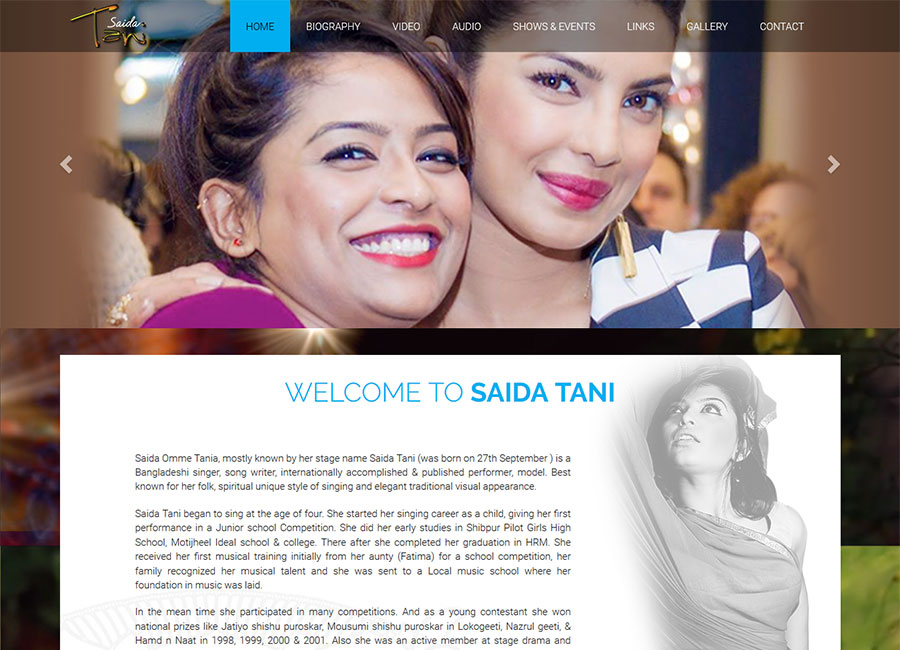 Saida
Tani
HOME BIOGRAPHY VIDEO AUDIO SHOWS & EVENTS LINKS GALLERY CONTACT
WELCOME TO SAIDA TANI
Saida Omme Tania, mostly known by her stage name Saida Tani (was born on 27th September ) is a
Bangladeshi singer, song writer, internationally accomplished & published performer, model. Best
known for her folk, spiritual unique style of singing and elegant traditional visual appearance.
Saida Tani began to sing at the age of four. She started her singing career as a child, giving her first
performance in a Junior school Competition. She did her early studies in Shibpur Pilot Girls High
School, Motijheel Ideal school & college. There after she completed her graduation in HRM. She
received her first musical training initially from her aunty (Fatima) for a school competition, her
family recognized her musical talent and she was sent to a Local music school where her
foundation in music was laid.
In the mean time she participated in many competitions. And as a young contestant she won
national prizes like Jatiyo shishu puroskar, Mousumi shishu puroskar in Lokogeeti, Nazrul geeti, &
Hamd n Naat in 1998, 1999, 2000 & 2001. Also she was an active member at stage drama and